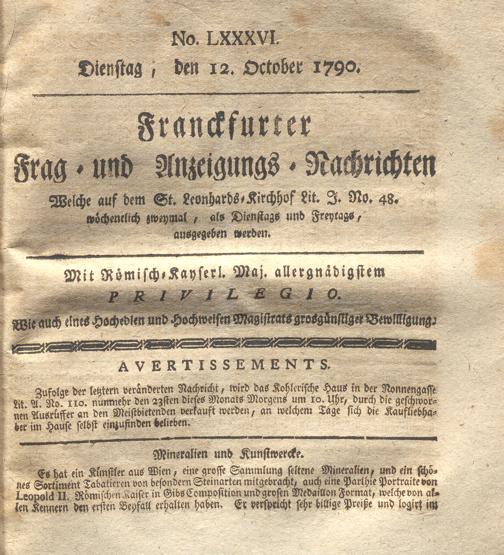 No. LXXXVI.
Dienstag, den 12. October 1790.
Franckfurter
Frag- und Anzeigungs-Nachrichten
Welche auf dem St. Leonhards-Kirchhof Lit. J. No. 48.
wöchentlich zweymal, als Dienstags und Freytags,
ausgegeben werden.
Mit Römisch-Kayserl. Maj. allergnädigstem
PRIVILEGIO.
Wie auch eines Hochedlen und Hochweisen Magistrats grosgünstiger Bewilligung.
AVERTISSEMENTS.
Zufolge der letztern veränderten Nachricht, wird das Kohlerische Haus in der Nonnengasse
Lit. A. No. 110. nunmehr den 23sten dieses Monats Morgens um 10. Uhr, durch die geschwor-
nen Ausrüffer an den Meistbietenden verkauft werden, an welchem Tage sich die Kaufliebha-
ber im Hause selbst einzufinden belieben.
Mineralien und Kunstwercke.
Es hat ein Künstler aus Wien, eine grosse Sammlung seltene Mineralien, und ein schö-
nes Sortiment Tabatieren von besondern Steinarten mitgebracht, auch eine Parthie Portraite von
Leopold II. Römischen Kaiser in Gibs Composition und grosen Medaillon Format, welche von al-
len Kennern den ersten Beyfall erhalten haben. Er verspricht sehr billige Preiße und logirt im